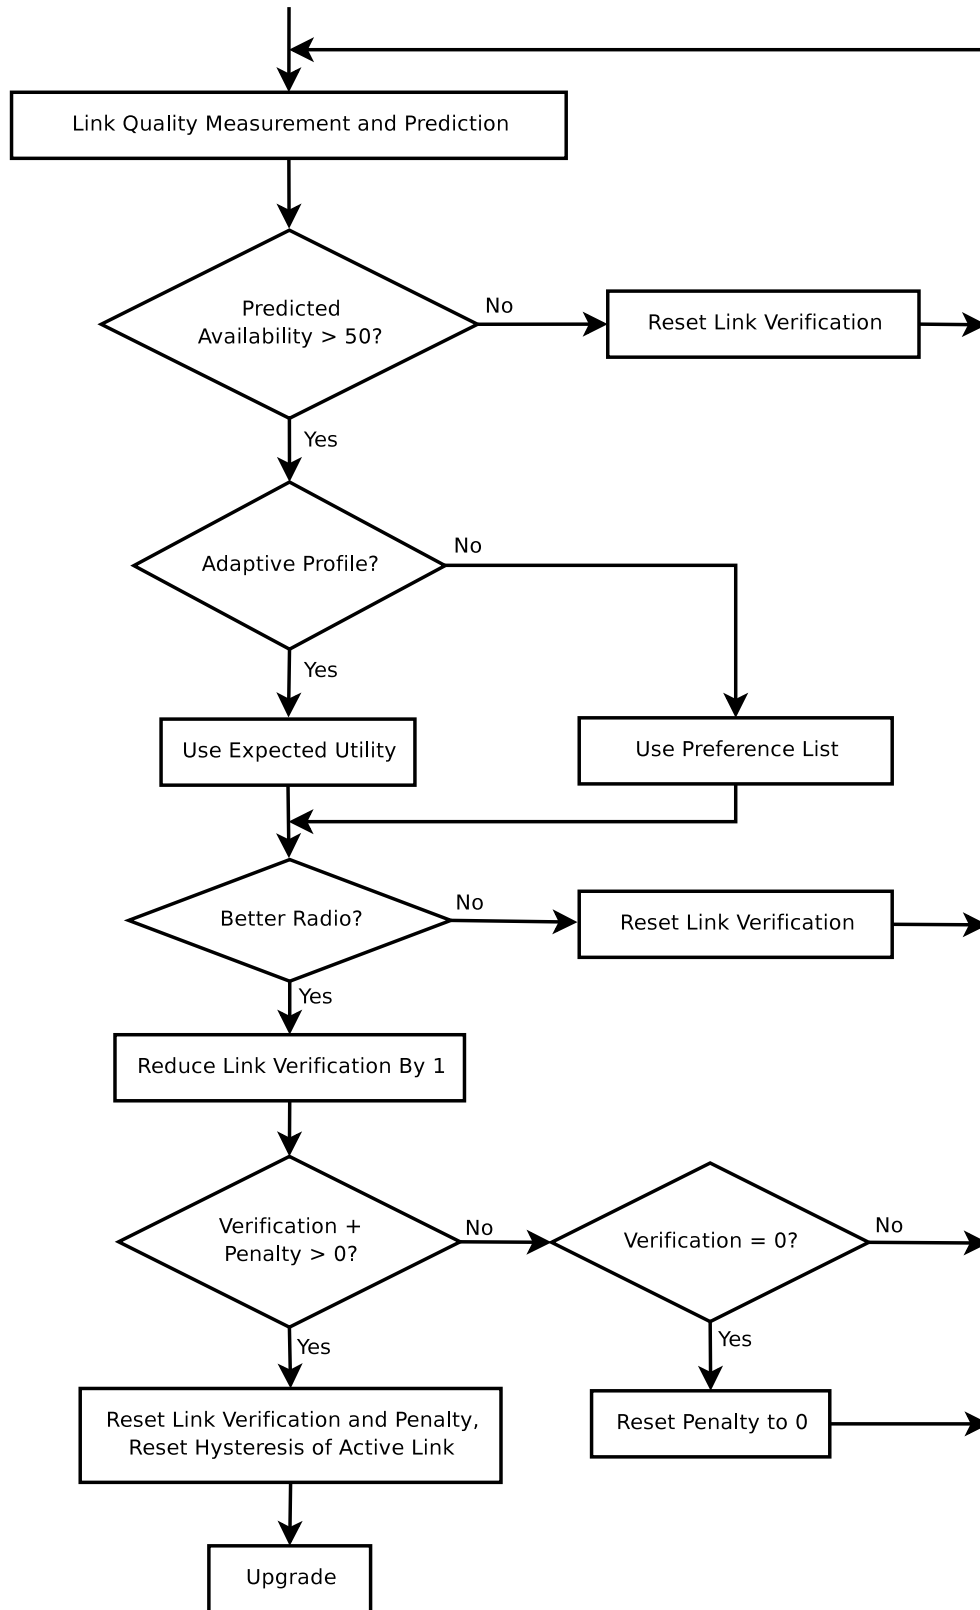 Link Quality Measurement and Prediction
Predicted
Availability > 50?
No
Reset Link Verification
Yes
Adaptive Profile?
No
Yes
Use Expected Utility
Use Preference List
Better Radio?
No
Reset Link Verification
Yes
Reduce Link Verification By 1
Verification +
Penalty > 0?
No
Verification = 0?
No
Yes
Yes
Reset Link Verification and Penalty,
Reset Hysteresis of Active Link
Reset Penalty to 0
Upgrade